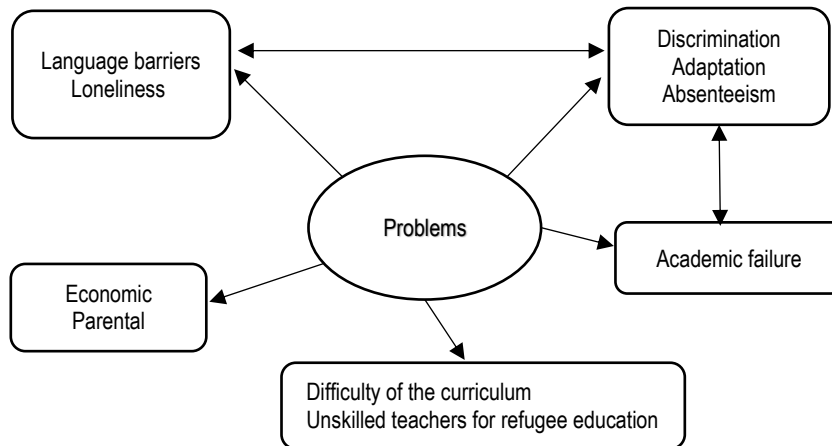 Language barriers
Loneliness
Discrimination
Adaptation
Absenteeism
Problems
Academic failure
Economic
Parental
Difficulty of the curriculum
Unskilled teachers for refugee education